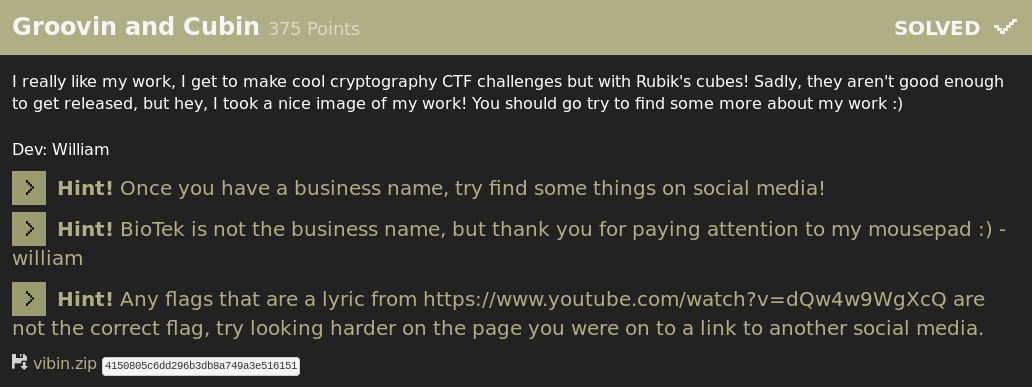 Groovin and Cubin 375 Points SOLVED
I really like my work, I get to make cool cryptography CTF challenges but with Rubik's cubes! Sadly, they aren't good enough
to get released, but hey, I took a nice image of my work! You should go try to find some more about my work :)
Dev: William
> Hint! Once you have a business name, try find some things on social media!
> Hint! BioTek is not the business name, but thank you for paying attention to my mousepad :) -
william
> Hint! Any flags that are a lyric from https://www.youtube.com/watch?v=dQw4w9WgXcQ are
not the correct flag, try looking harder on the page you were on to a link to another social media.
vibin.zip 4150805c6dd296b3db8a749a3e516151